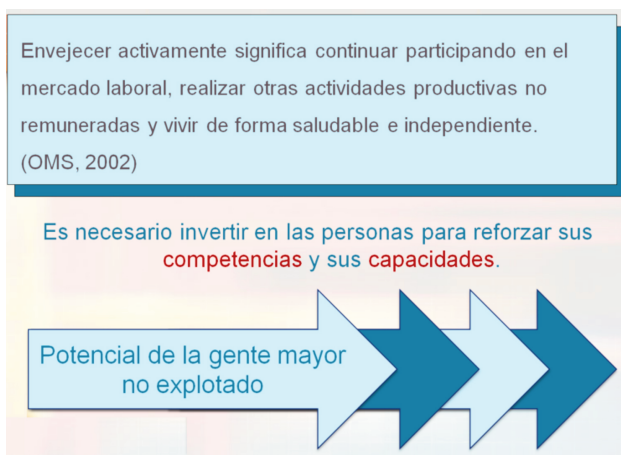 Envejecer activamente significa continuar participando en el
mercado laboral, realizar otras actividades productivas no
remuneradas y vivir de forma saludable e independiente.
(OMS, 2002)
Es necesario invertir en las personas para reforzar sus
competencias y sus capacidades.
Potencial de la gente mayor
no explotado